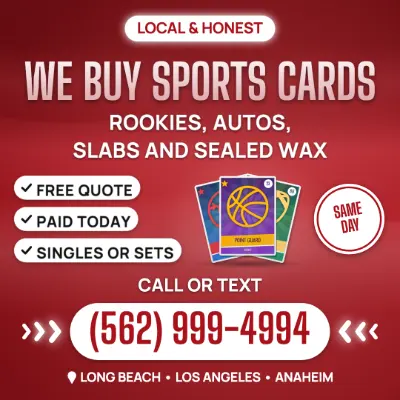 LOCAL & HONEST
WE BUY SPORTS CARDS
ROOKIES, AUTOS,
SLABS AND SEALED WAX
FREE QUOTE
PAID TODAY
SINGLES OR SETS
POINT GUARD
SAME
DAY
CALL OR TEXT
(562) 999-4994
LONG BEACH • LOS ANGELES • ANAHEIM